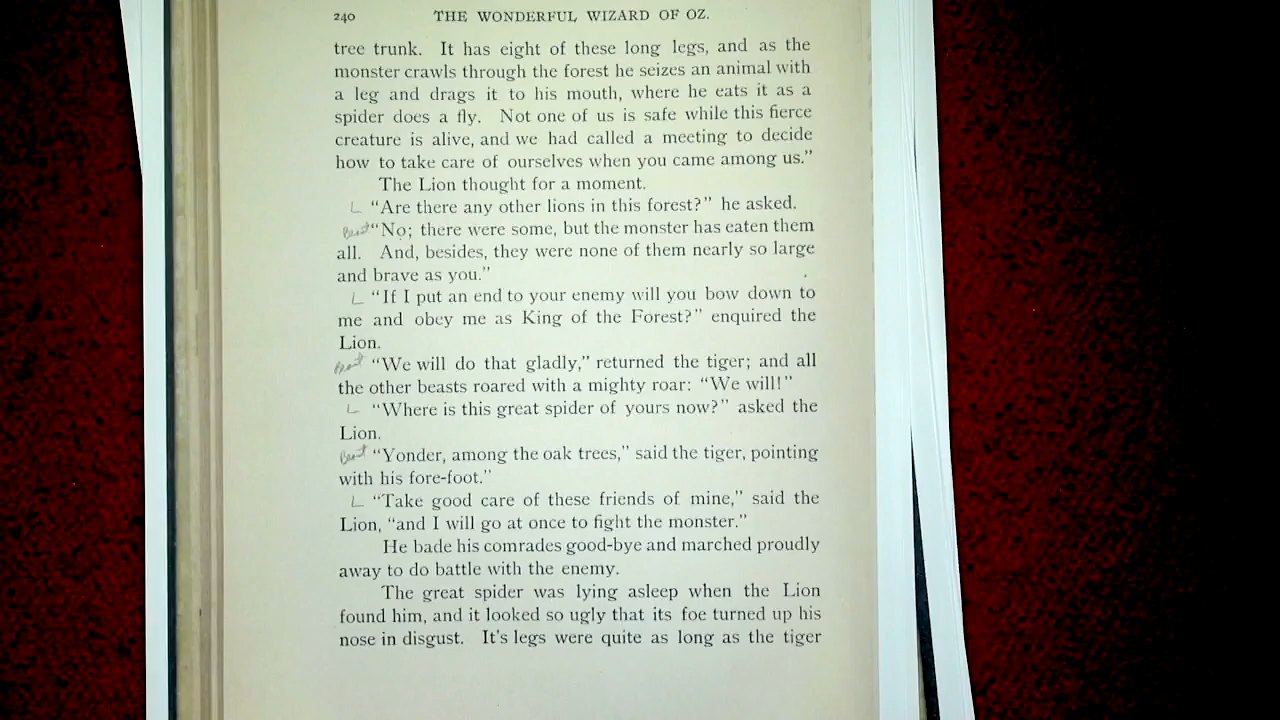 240 THE WONDERFUL WIZARD OF OZ.
tree trunk. It has eight of these long legs, and as the
monster crawls through the forest he seizes an animal with
a leg and drags it to his mouth, where he eats it as a
spider does a fly. Not one of us is safe while this fierce
creature is alive, and we had called a meeting to decide
how to take care of ourselves when you came among us.”
The Lion thought for a moment.
L “Are there any other lions in this forest?” he asked.
Beast “No; there were some, but the monster has eaten them
all. And, besides, they were none of them nearly so large
and brave as you.”
L “If I put an end to your enemy will you bow down to
me and obey me as King of the Forest?” enquired the
Lion.
Beast “We will do that gladly,” returned the tiger; and all
the other beasts roared with a mighty roar: “We will!”
L “Where is this great spider of yours now?” asked the
Lion.
Beast “Yonder, among the oak trees,” said the tiger, pointing
with his fore-foot.”
L “Take good care of these friends of mine,” said the
Lion, “and I will go at once to fight the monster.”
He bade his comrades good-bye and marched proudly
away to do battle with the enemy.
The great spider was lying asleep when the Lion
found him, and it looked so ugly that its foe turned up his
nose in disgust. It's legs were quite as long as the tiger